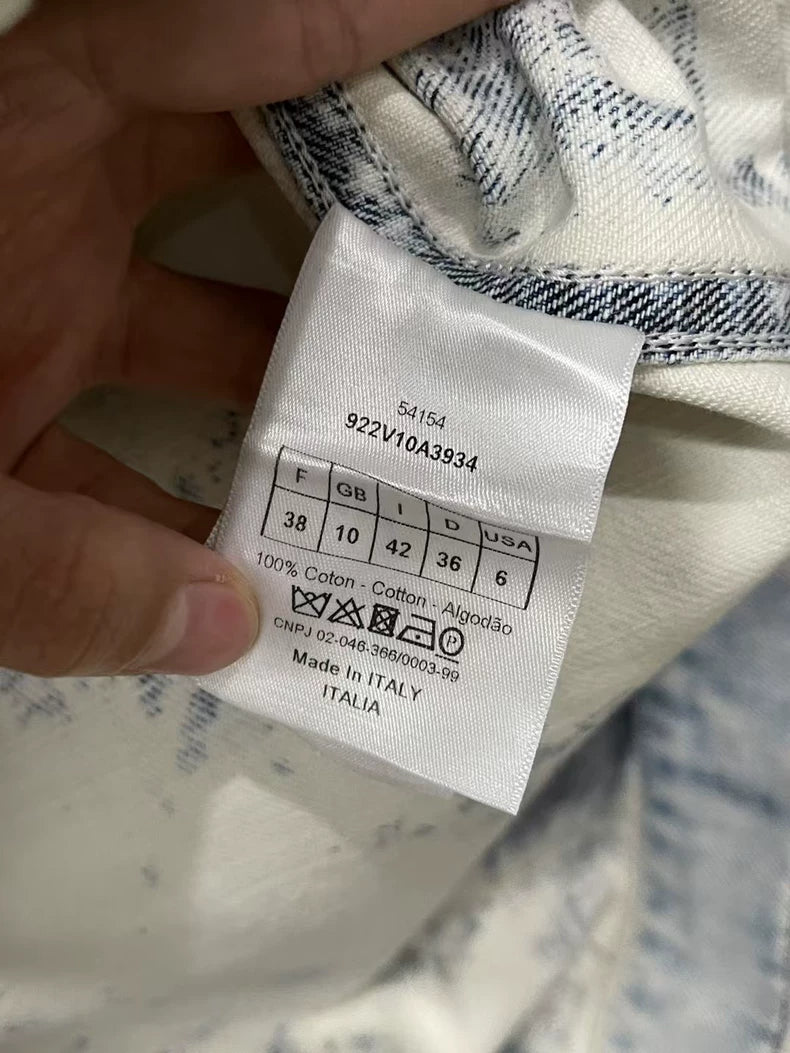 54154
922V10A3934
F GB I D USA
38 10 42 36 6
100% Coton - Cotton - Algodão
P
CNPJ 02-046-366/0003-99
Made In ITALY
ITALIA